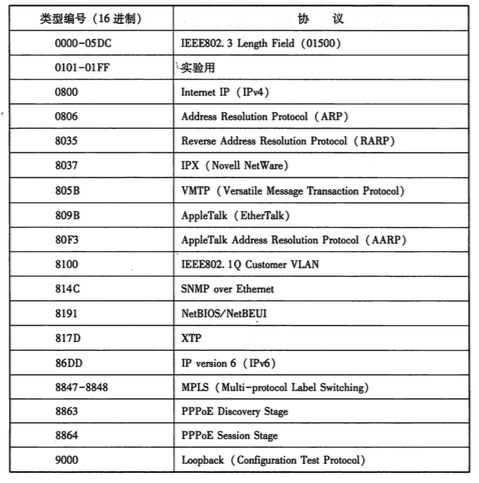 类型编号（16 进制） 协 议
0000-05DC IEEE802. 3 Length Field (01500)
0101-01FF 实验用
0800 Internet IP (IPv4)
0806 Address Resolution Protocol (ARP)
8035 Reverse Address Resolution Protocol (RARP)
8037 IPX (Novell NetWare)
805B VMTP (Versatile Message Transaction Protocol)
809B AppleTalk (EtherTalk)
80F3 AppleTalk Address Resolution Protocol (AARP)
8100 IEEE802. 1Q Customer VLAN
814C SNMP over Ethernet
8191 NetBIOS/NetBEUI
817D XTP
86DD IP version 6 (IPv6)
8847-8848 MPLS (Multi-protocol Label Switching)
8863 PPPoE Discovery Stage
8864 PPPoE Session Stage
9000 Loopback (Configuration Test Protocol)